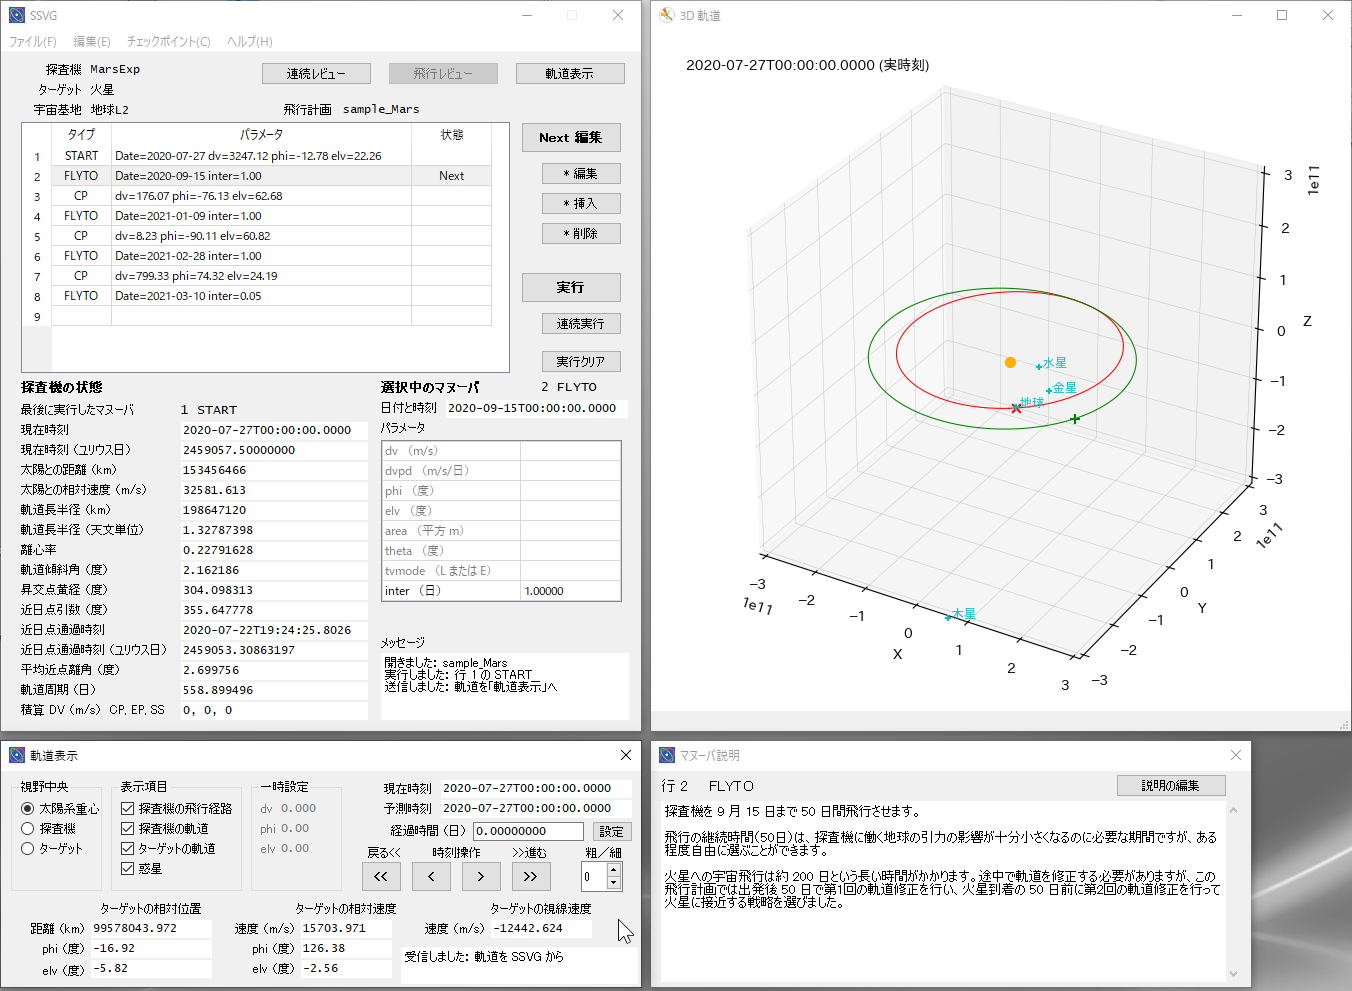 SSVG
ファイル(F) 編集(E) チェックポイント(C) ヘルプ(H)
探査機 MarsExp
ターゲット 火星
宇宙基地 地球L2
連続レビュー 飛行レビュー 軌道表示
飛行計画 sample_Mars
タイプ パラメータ 状態
1 START Date=2020-07-27 dv=3247.12 phi=-12.78 elv=22.26
2 FLYTO Date=2020-09-15 inter=1.00 Next
3 CP dv=176.07 phi=-76.13 elv=62.68
4 FLYTO Date=2021-01-09 inter=1.00
5 CP dv=8.23 phi=-90.11 elv=60.82
6 FLYTO Date=2021-02-28 inter=1.00
7 CP dv=799.33 phi=74.32 elv=24.19
8 FLYTO Date=2021-03-10 inter=0.05
9
Next 編集
* 編集
* 挿入
* 削除
実行
連続実行
実行クリア
探査機の状態
最後に実行したマヌーバ 1 START
現在時刻 2020-07-27T00:00:00.0000
現在時刻 (ユリウス日) 2459057.50000000
太陽との距離 (km) 153456466
太陽との相対速度 (m/s) 32581.613
軌道長半径 (km) 198647120
軌道長半径 (天文単位) 1.32787398
離心率 0.22791628
軌道傾斜角 (度) 2.162186
昇交点黄経 (度) 304.098313
近日点引数 (度) 355.647778
近日点通過時刻 2020-07-22T19:24:25.8026
近日点通過時刻 (ユリウス日) 2459053.30863197
平均近点離角 (度) 2.699756
軌道周期 (日) 558.899496
積算 DV (m/s) CP, EP, SS 0, 0, 0
選択中のマヌーバ 2 FLYTO
日付と時刻 2020-09-15T00:00:00.0000
パラメータ
dv (m/s)
dvpd (m/s/日)
phi (度)
elv (度)
area (平方 m)
theta (度)
tvmode (L または E)
inter (日) 1.00000
メッセージ
開きました: sample_Mars
実行しました: 行 1 の START
送信しました: 軌道を「軌道表示」へ
3D 軌道
2020-07-27T00:00:00.0000 (実時刻)
水星
金星
地球
木星
3
2
1
0
−1
−2
−3
1e11
Z
3
2
1
0
−1
−2
−3
1e11
Y
−3
−2
−1
0
1
2
3
1e11
X
軌道表示
視野中央
太陽系重心
探査機
ターゲット
表示項目
探査機の飛行経路
探査機の軌道
ターゲットの軌道
惑星
一時設定
dv 0.000
phi 0.00
elv 0.00
現在時刻 2020-07-27T00:00:00.0000
予測時刻 2020-07-27T00:00:00.0000
経過時間 (日) 0.00000000 設定
戻る<< 時刻操作 >>進む 粗/細
<< < > >> 0
ターゲットの相対位置
距離 (km) 99578043.972
phi (度) -16.92
elv (度) -5.82
ターゲットの相対速度
速度 (m/s) 15703.971
phi (度) 126.38
elv (度) -2.56
ターゲットの視線速度
速度 (m/s) -12442.624
受信しました: 軌道を SSVG から
マヌーバ説明
行 2 FLYTO 説明の編集
探査機を 9 月 15 日まで 50 日間飛行させます。
飛行の継続時間(50日)は、探査機に働く地球の引力の影響が十分小さくなるのに必要な期間ですが、ある
程度自由に選ぶことができます。
火星への宇宙飛行は約 200 日という長い時間がかかります。途中で軌道を修正する必要がありますが、この
飛行計画では出発後 50 日で第1回の軌道修正を行い、火星到着の 50 日前に第2回の軌道修正を行って
火星に接近する戦略を選びました。